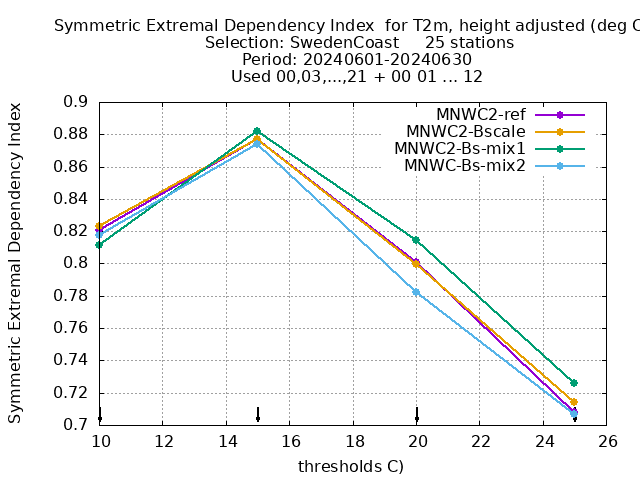 Symmetric Extremal Dependency Index  for T2m, height adjusted (deg C
Selection: SwedenCoast     25 stations
Period: 20240601-20240630
Used 00,03,...,21 + 00 01 ... 12
Symmetric Extremal Dependency Index
0.9
0.88
0.86
0.84
0.82
0.8
0.78
0.76
0.74
0.72
0.7
MNWC2-ref
MNWC2-Bscale
MNWC2-Bs-mix1
MNWC-Bs-mix2
10 12 14 16 18 20 22 24 26
thresholds C)